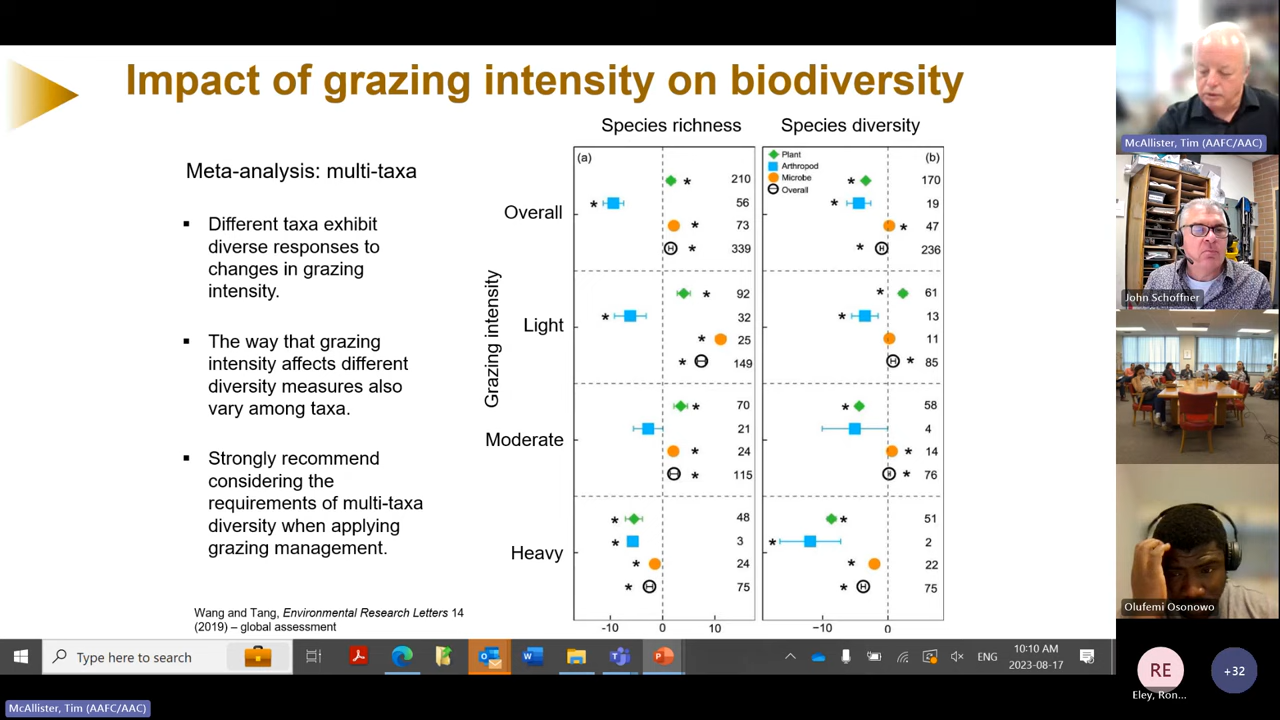 Impact of grazing intensity on biodiversity
Meta-analysis: multi-taxa
▪ Different taxa exhibit
diverse responses to
changes in grazing
intensity.
▪ The way that grazing
intensity affects different
diversity measures also
vary among taxa.
▪ Strongly recommend
considering the
requirements of multi-taxa
diversity when applying
grazing management.
Wang and Tang, Environmental Research Letters 14
(2019) – global assessment
Species richness
Species diversity
Grazing intensity
Overall
Light
Moderate
Heavy
(a)
* 210
* 56
* 73
* 339
* 92
* 32
* 25
* 149
* 70
21
* 24
* 115
* 48
* 3
* 24
* 75
-10 0 10
Plant
Arthropod
Microbe
Overall
(b)
* 170
* 19
* 47
* 236
* 61
* 13
11
* 85
* 58
4
* 14
* 76
* 51
* 2
* 22
* 75
−10 0
Type here to search
ENG
10:10 AM
2023-08-17
McAllister, Tim (AAFC/AAC)
McAllister, Tim (AAFC/AAC)
John Schoffner
Olufemi Osonowo
RE
Eley, Ron...
+32